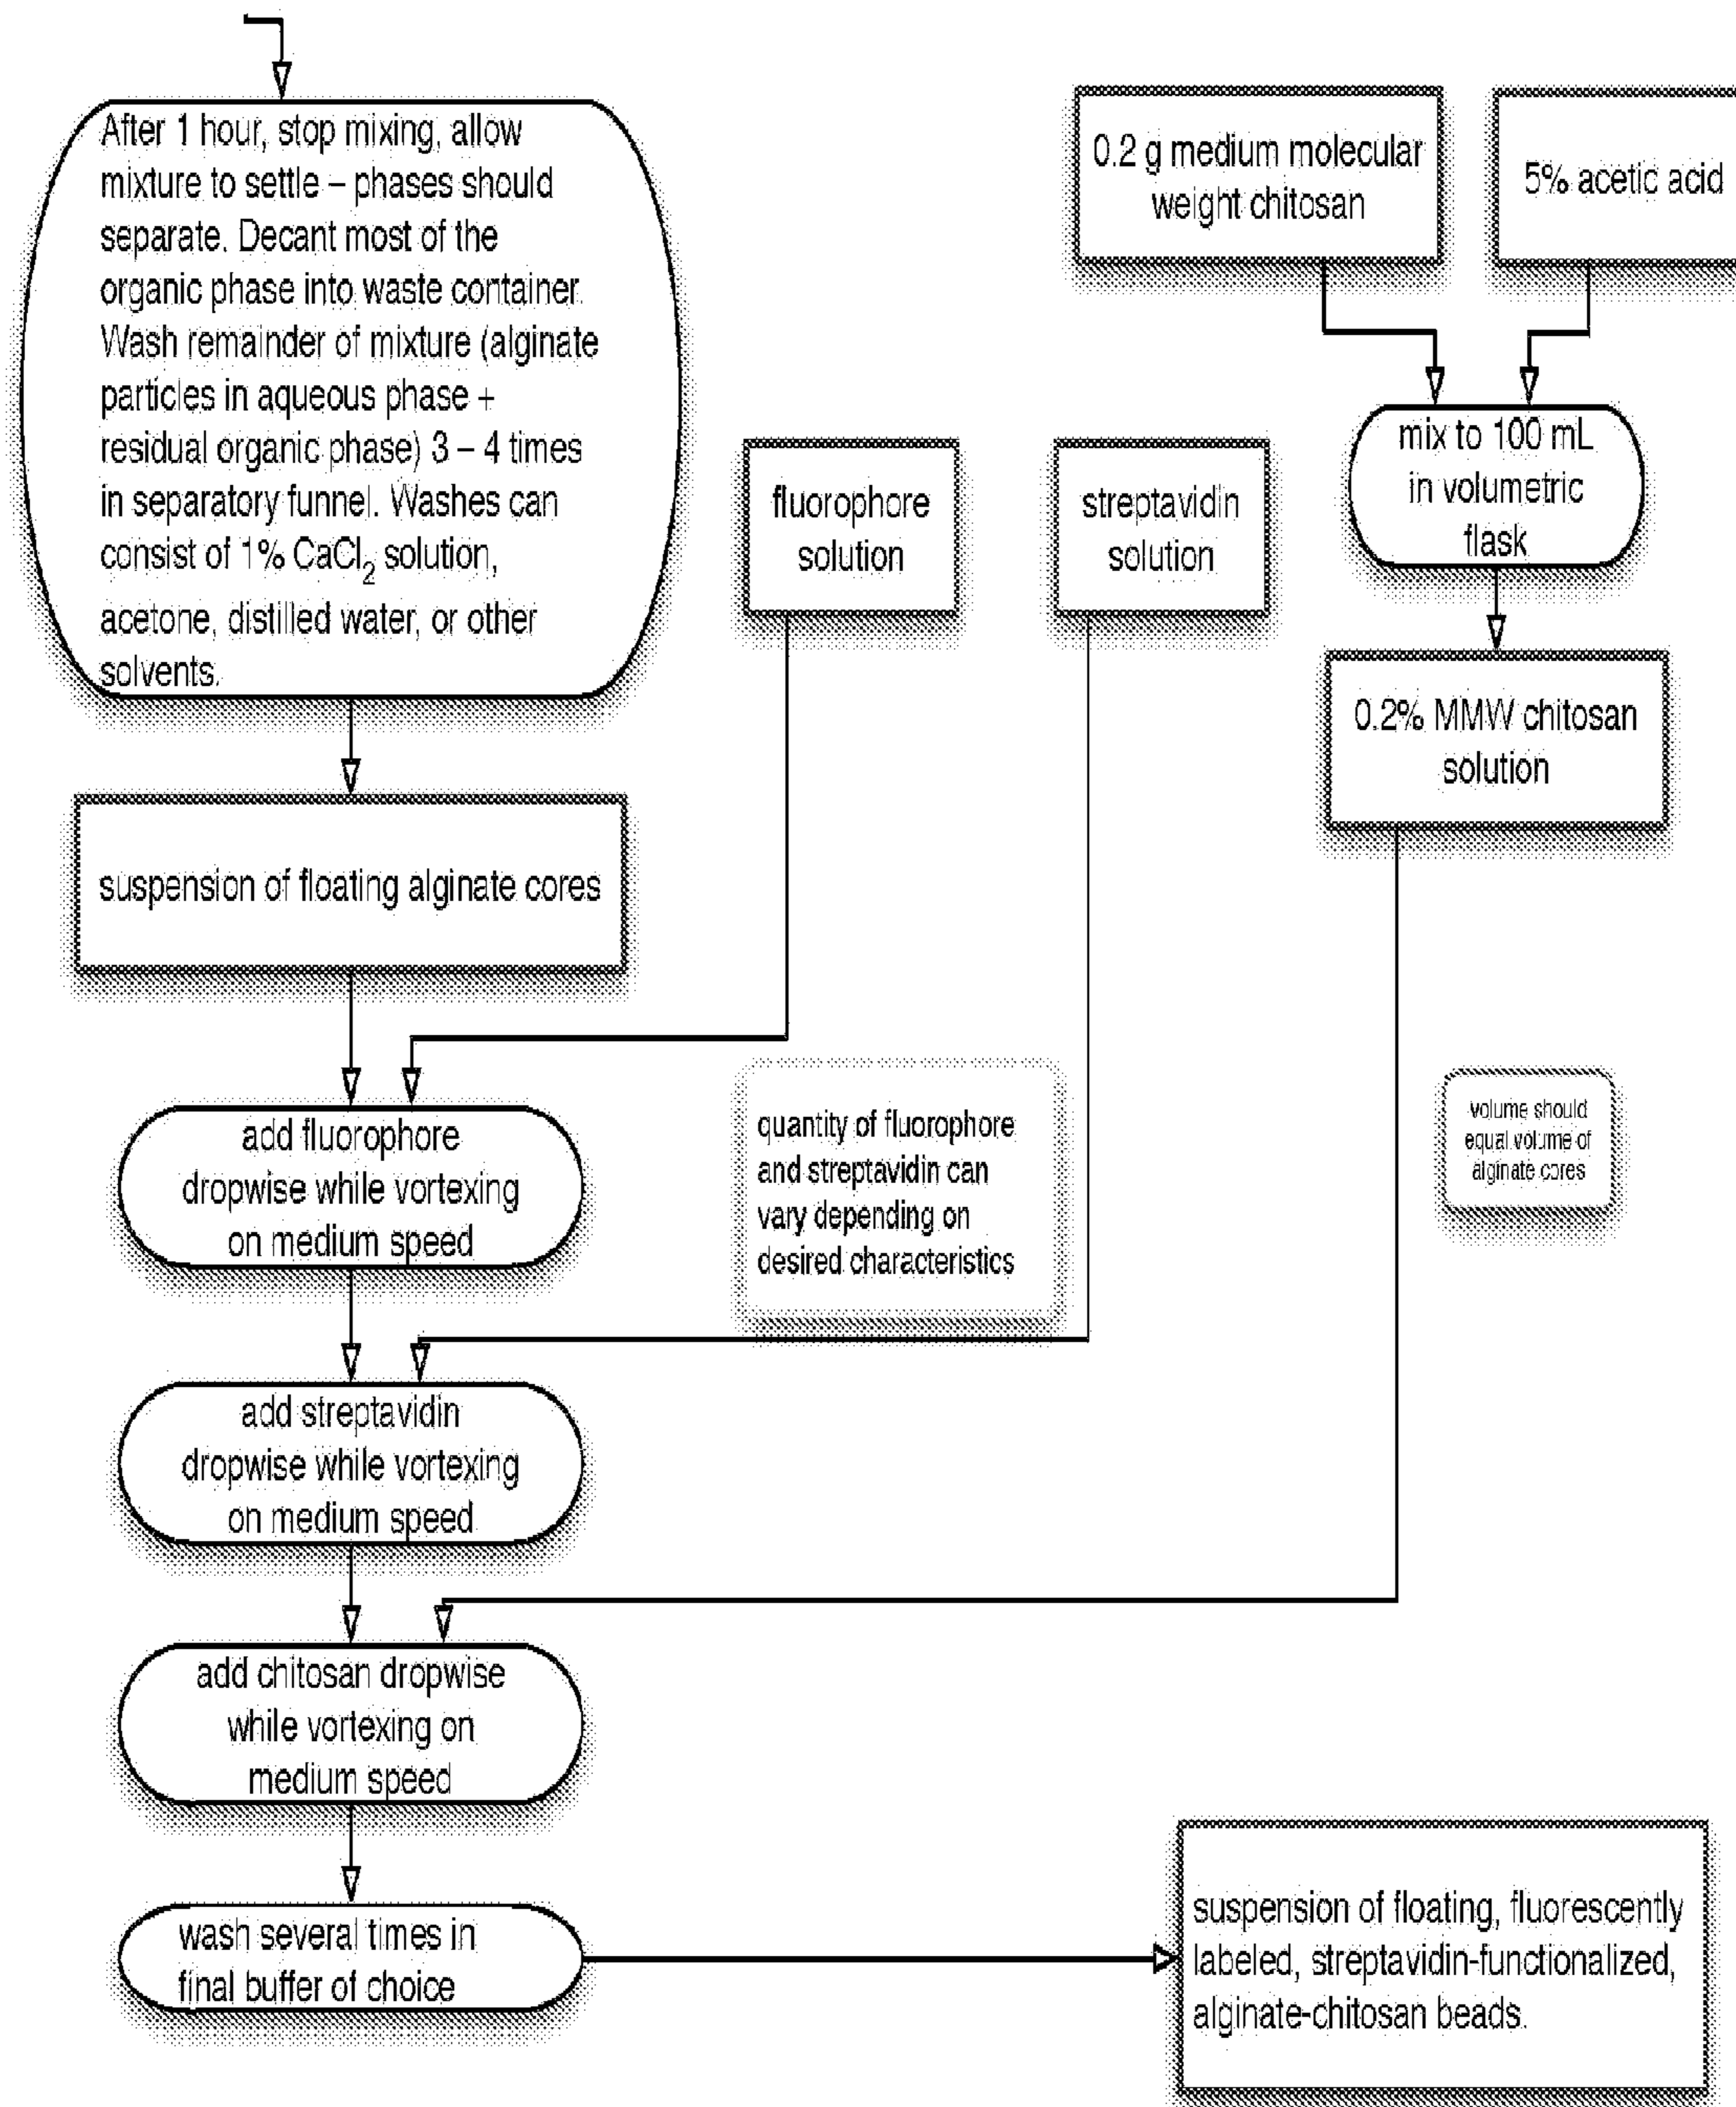 After 1 hour, stop mixing, allow
mixture to settle – phases should
separate. Decant most of the
organic phase into waste container.
Wash remainder of mixture (alginate
particles in aqueous phase +
residual organic phase) 3 – 4 times
in separatory funnel. Washes can
consist of 1% CaCl₂ solution,
acetone, distilled water, or other
solvents.
0.2 g medium molecular
weight chitosan
5% acetic acid
mix to 100 mL
in volumetric
flask
fluorophore
solution
streptavidin
solution
0.2% MMW chitosan
solution
suspension of floating alginate cores
add fluorophore
dropwise while vortexing
on medium speed
quantity of fluorophore
and streptavidin can
vary depending on
desired characteristics
volume should
equal volume of
alginate cores
add streptavidin
dropwise while vortexing
on medium speed
add chitosan dropwise
while vortexing on
medium speed
wash several times in
final buffer of choice
suspension of floating, fluorescently
labeled, streptavidin-functionalized,
alginate-chitosan beads.